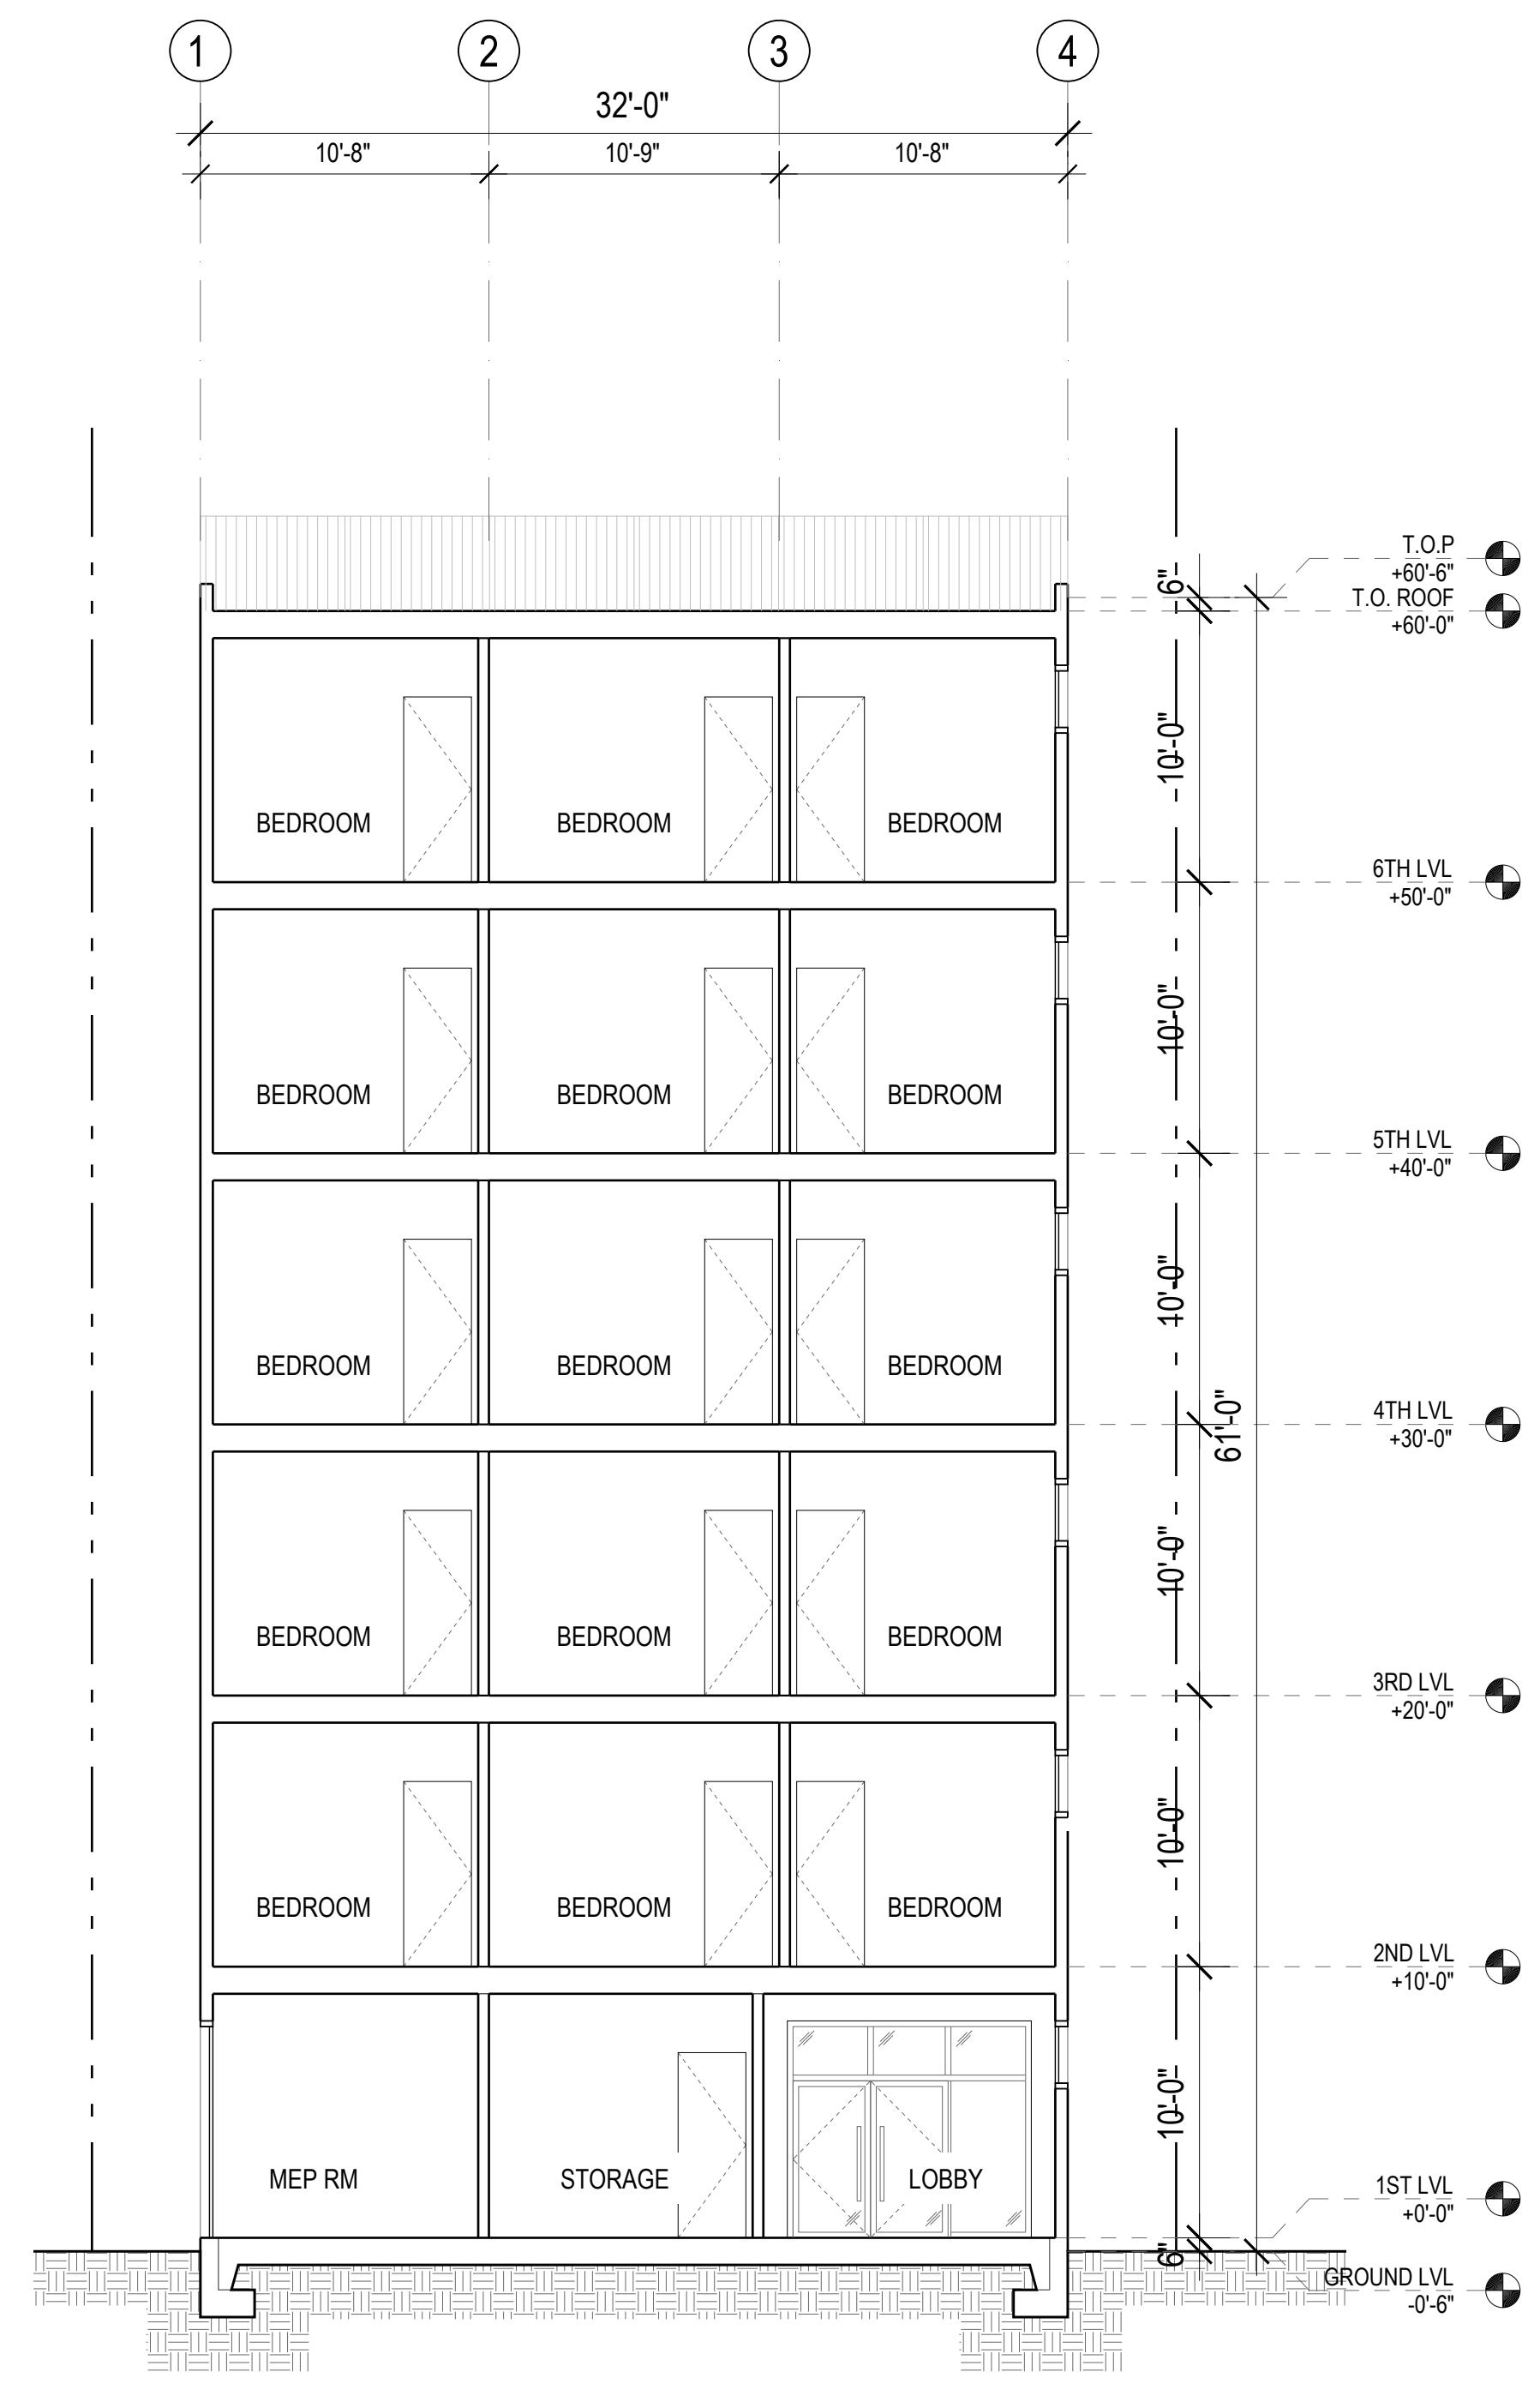 1 2 3 4
32'-0"
10'-8" 10'-9" 10'-8"
T.O.P
+60'-6"
6"
T.O. ROOF
+60'-0"
10'-0"
BEDROOM BEDROOM BEDROOM
6TH LVL
+50'-0"
10'-0"
BEDROOM BEDROOM BEDROOM
5TH LVL
+40'-0"
10'-0"
BEDROOM BEDROOM BEDROOM
4TH LVL
+30'-0"
61'-0"
10'-0"
BEDROOM BEDROOM BEDROOM
3RD LVL
+20'-0"
10'-0"
BEDROOM BEDROOM BEDROOM
2ND LVL
+10'-0"
10'-0"
MEP RM STORAGE LOBBY
1ST LVL
+0'-0"
6"
GROUND LVL
-0'-6"